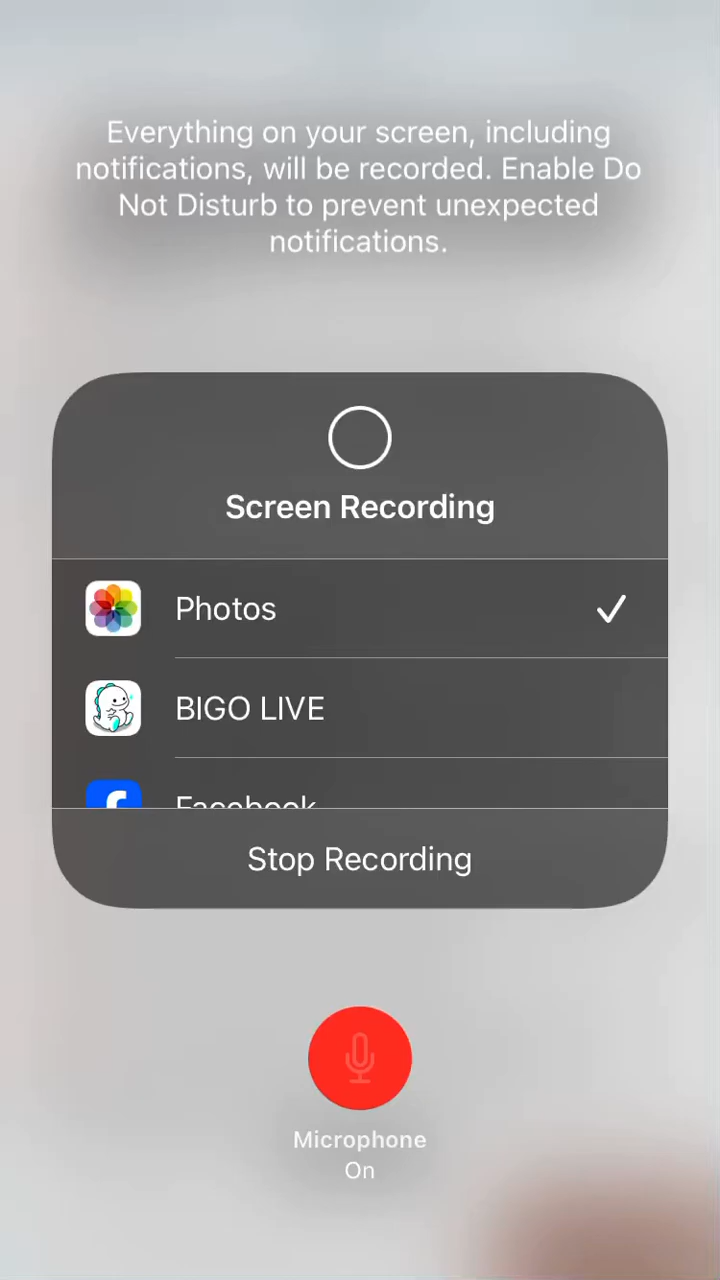 Everything on your screen, including
notifications, will be recorded. Enable Do
Not Disturb to prevent unexpected
notifications.
Screen Recording
Photos
BIGO LIVE
Facebook
Stop Recording
Microphone
On